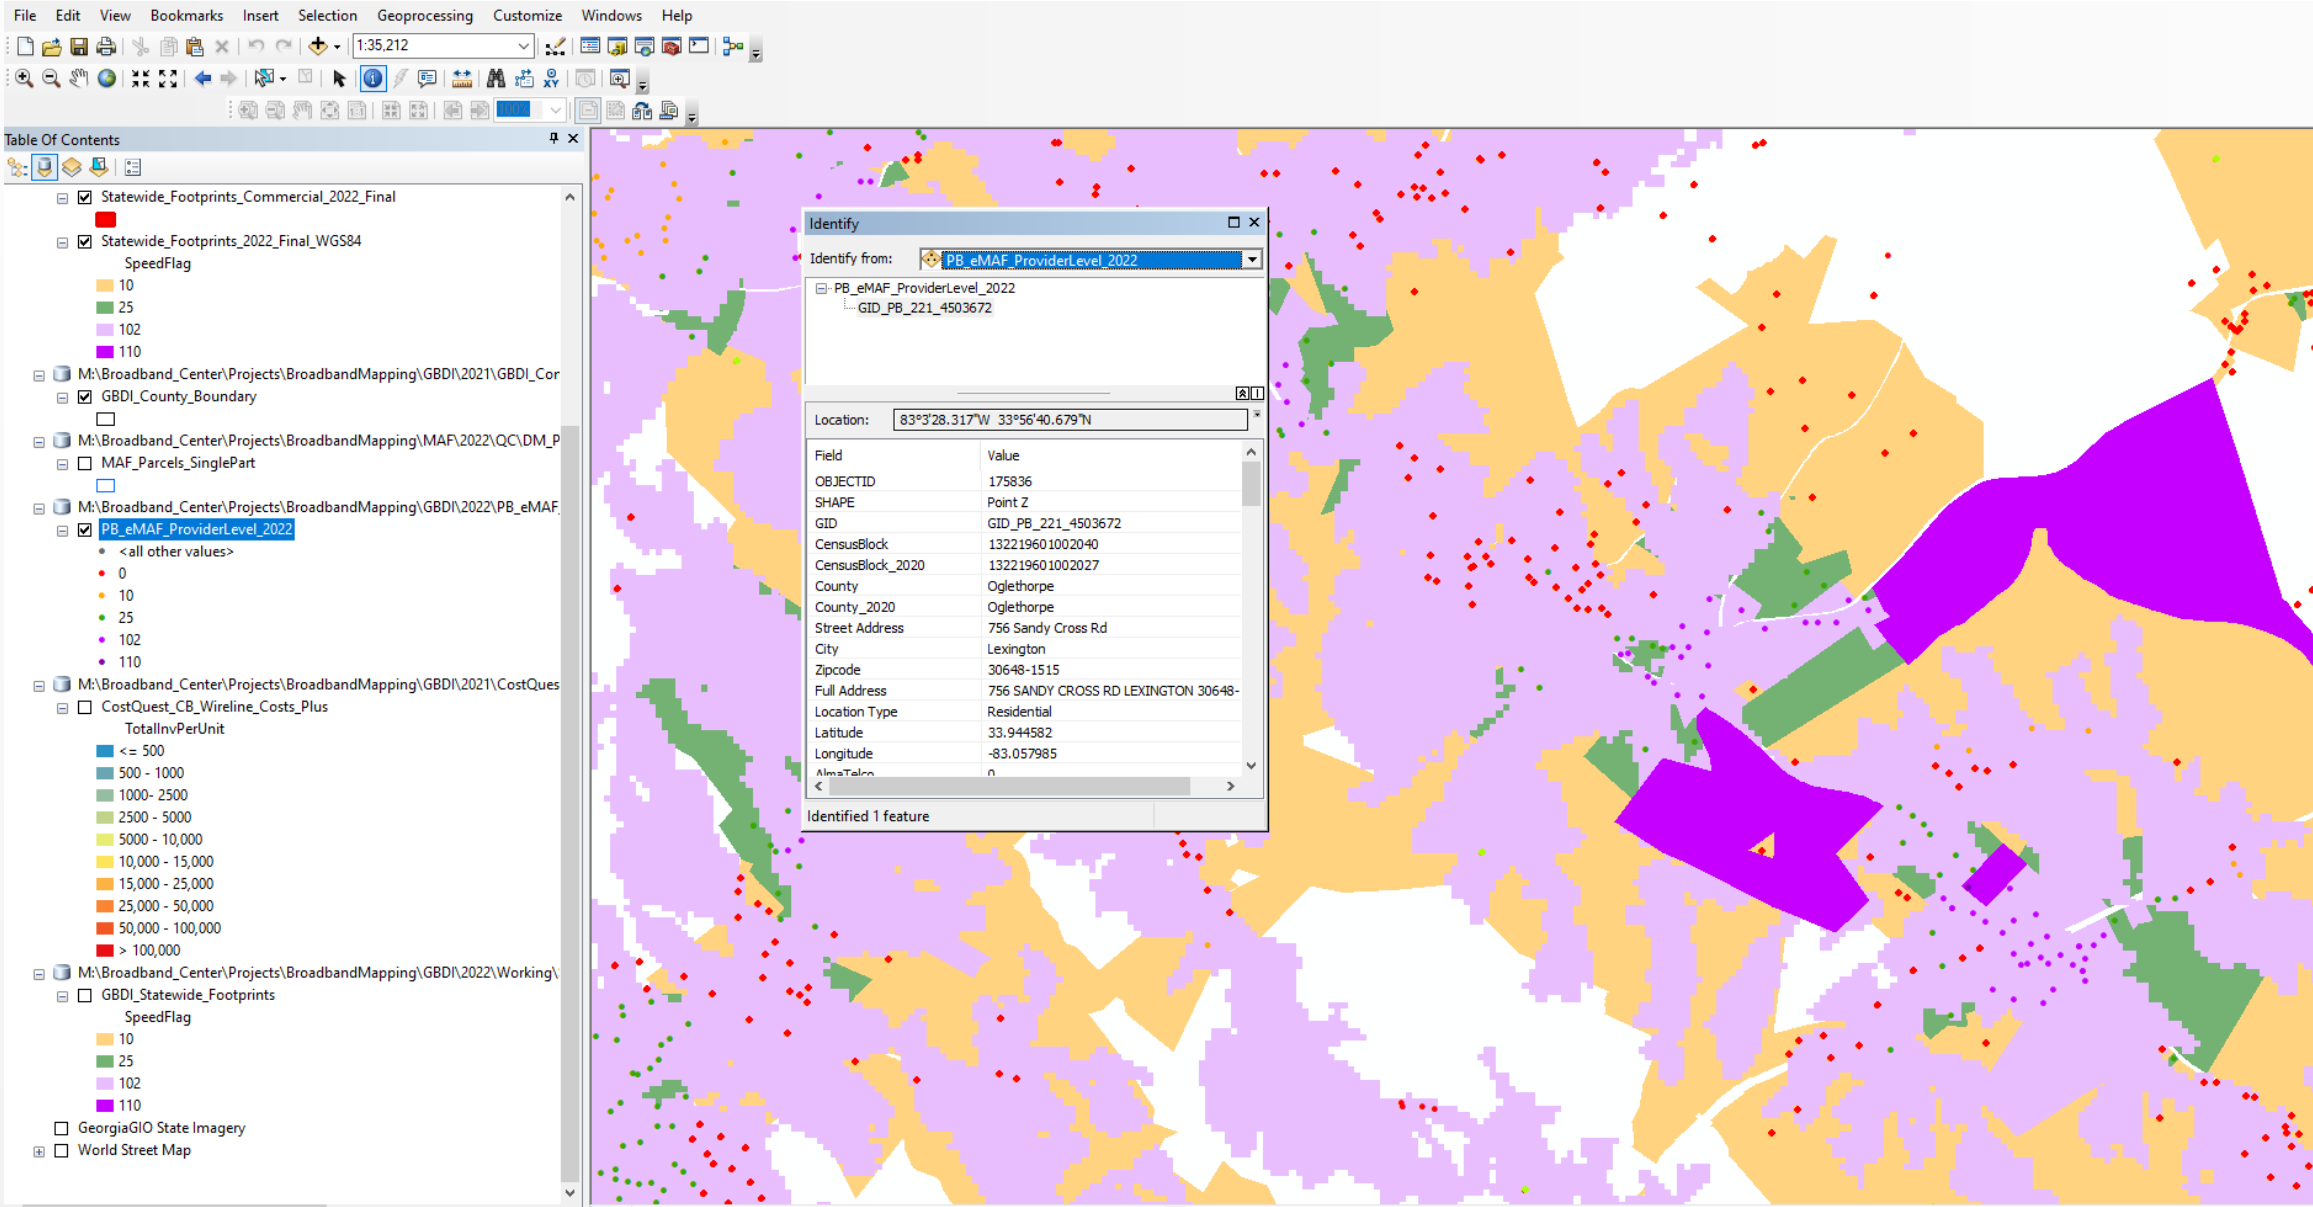 File Edit View Bookmarks Insert Selection Geoprocessing Customize Windows Help
1:35,212
100%
Table Of Contents
Statewide_Footprints_Commercial_2022_Final
Statewide_Footprints_2022_Final_WGS84
SpeedFlag
10
25
102
110
M:\Broadband_Center\Projects\BroadbandMapping\GBDI\2021\GBDI_Cor
GBDI_County_Boundary
M:\Broadband_Center\Projects\BroadbandMapping\MAF\2022\QC\DM_P
MAF_Parcels_SinglePart
M:\Broadband_Center\Projects\BroadbandMapping\GBDI\2022\PB_eMAF_
PB_eMAF_ProviderLevel_2022
<all other values>
0
10
25
102
110
M:\Broadband_Center\Projects\BroadbandMapping\GBDI\2021\CostQues
CostQuest_CB_Wireline_Costs_Plus
TotalInvPerUnit
<= 500
500 - 1000
1000- 2500
2500 - 5000
5000 - 10,000
10,000 - 15,000
15,000 - 25,000
25,000 - 50,000
50,000 - 100,000
> 100,000
M:\Broadband_Center\Projects\BroadbandMapping\GBDI\2022\Working\
GBDI_Statewide_Footprints
SpeedFlag
10
25
102
110
GeorgiaGIO State Imagery
World Street Map
Identify
Identify from: PB_eMAF_ProviderLevel_2022
PB_eMAF_ProviderLevel_2022
GID_PB_221_4503672
Location: 83°3'28.317"W 33°56'40.679"N
Field Value
OBJECTID 175836
SHAPE Point Z
GID GID_PB_221_4503672
CensusBlock 132219601002040
CensusBlock_2020 132219601002027
County Oglethorpe
County_2020 Oglethorpe
Street Address 756 Sandy Cross Rd
City Lexington
Zipcode 30648-1515
Full Address 756 SANDY CROSS RD LEXINGTON 30648-
Location Type Residential
Latitude 33.944582
Longitude -83.057985
AlmaTelco 0
Identified 1 feature